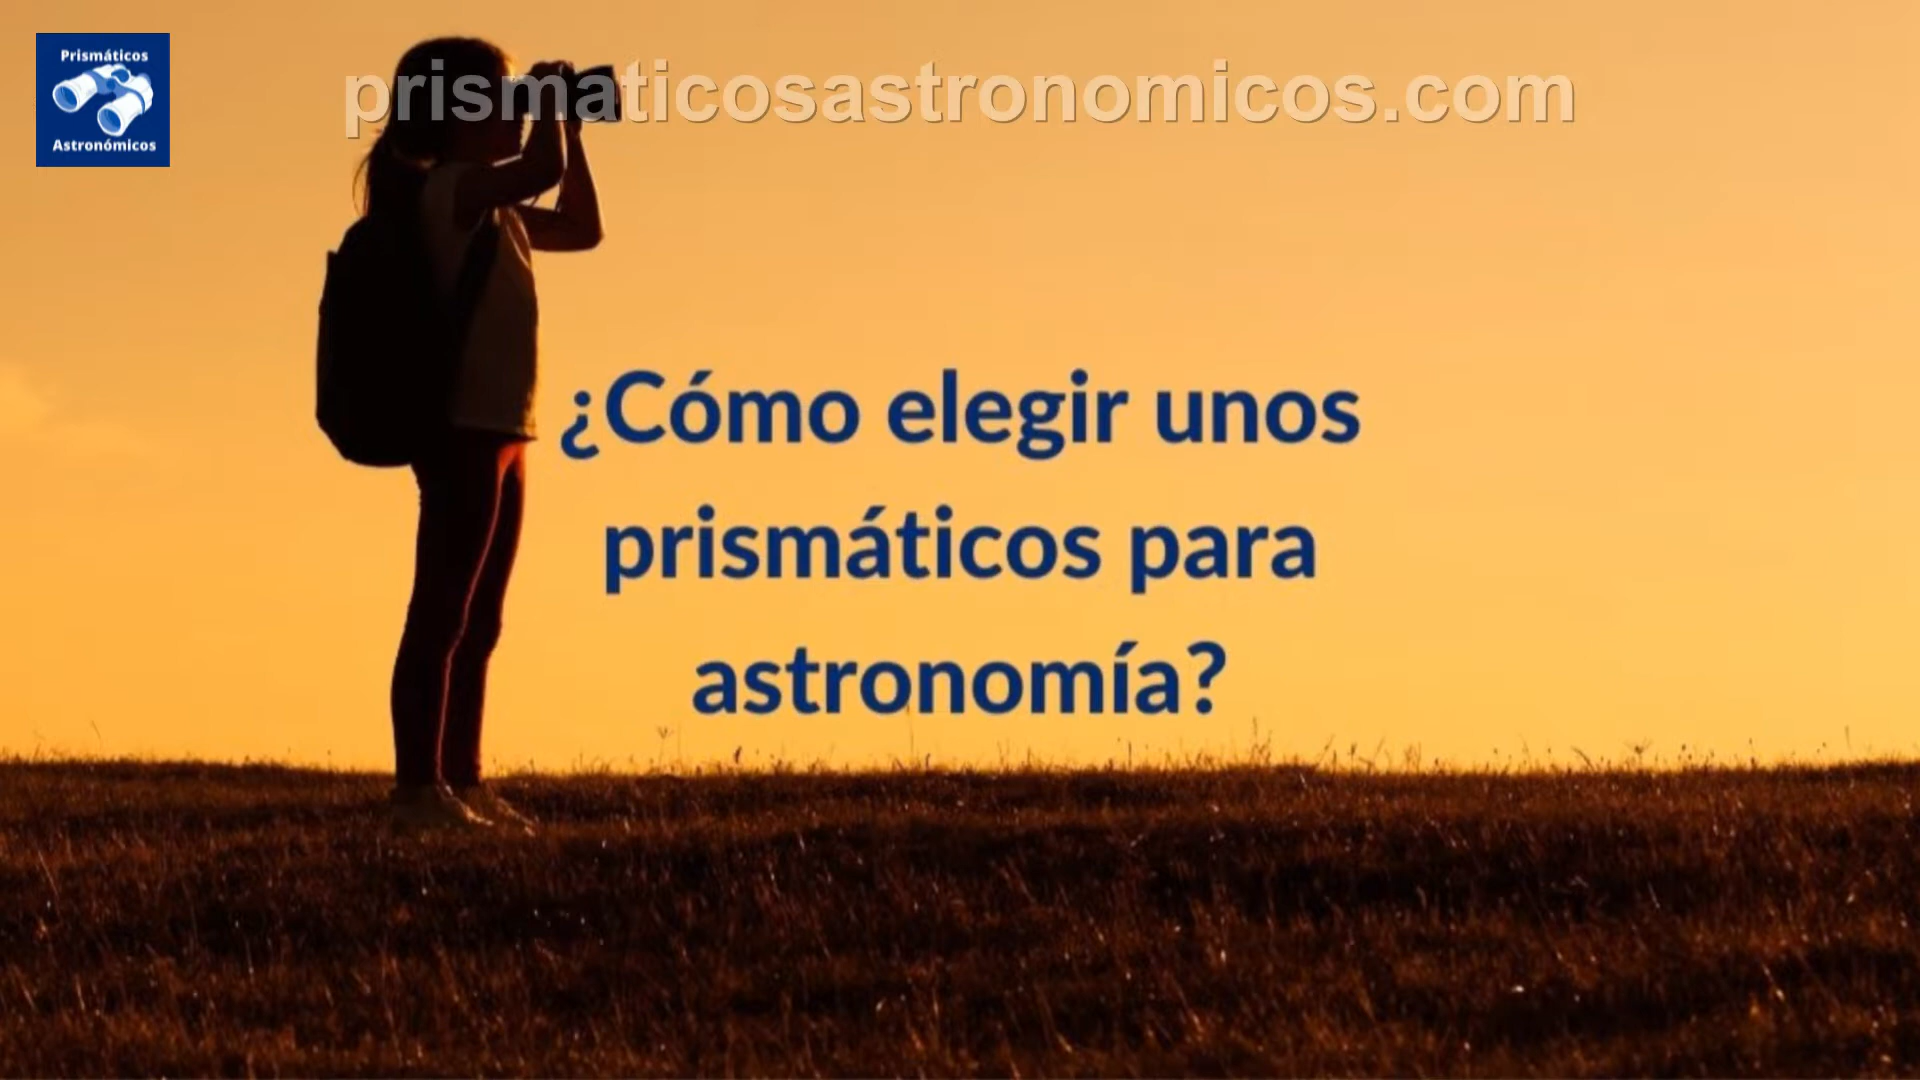 Prismáticos
Astronómicos
prismaticosastronomicos.com
¿Cómo elegir unos
prismáticos para
astronomía?